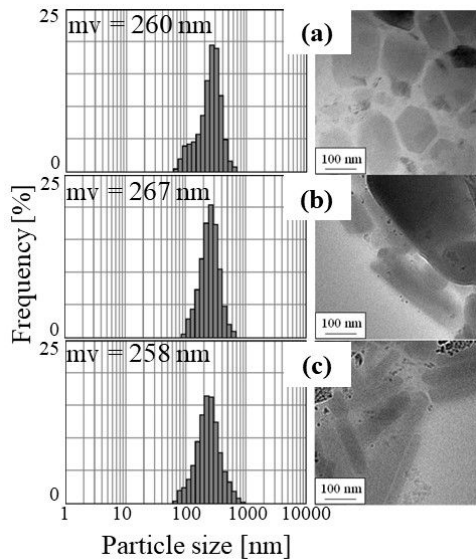 25
mv = 260 nm
(a)
0
100 nm
25
mv = 267 nm
(b)
0
100 nm
25
mv = 258 nm
(c)
0
100 nm
Frequency [%]
1 10 100 1000 10000
Particle size [nm]